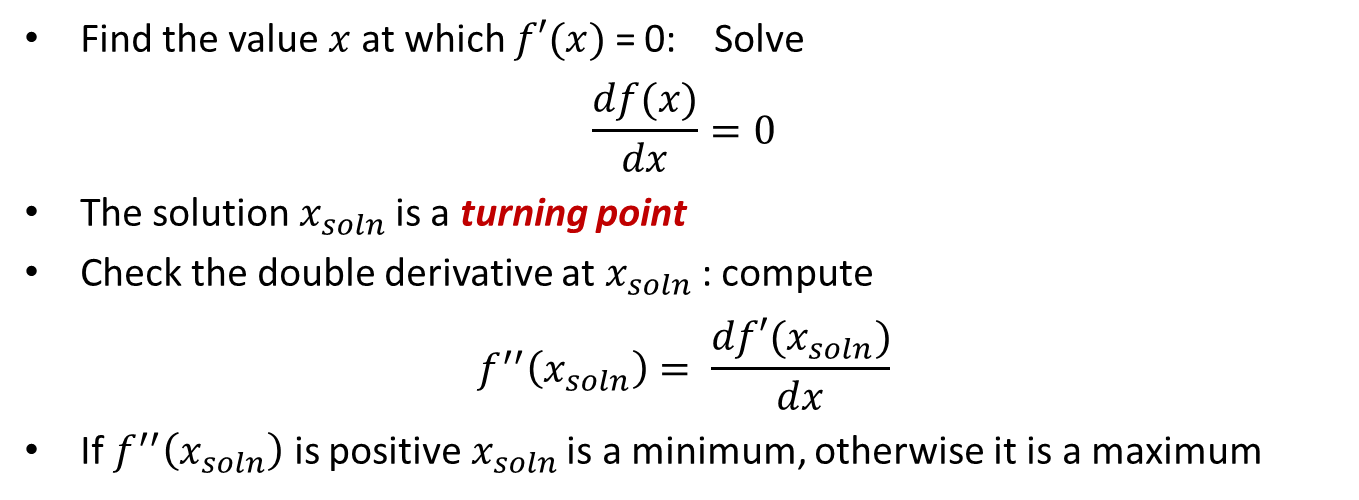 • Find the value 𝑥 at which 𝑓′(𝑥) = 0: Solve
𝑑𝑓(𝑥)
𝑑𝑥
= 0
• The solution 𝑥_𝑠𝑜𝑙𝑛 is a turning point
• Check the double derivative at 𝑥_𝑠𝑜𝑙𝑛 : compute
𝑓′′(𝑥_𝑠𝑜𝑙𝑛) =
𝑑𝑓′(𝑥_𝑠𝑜𝑙𝑛)
𝑑𝑥
• If 𝑓′′(𝑥_𝑠𝑜𝑙𝑛) is positive 𝑥_𝑠𝑜𝑙𝑛 is a minimum, otherwise it is a maximum